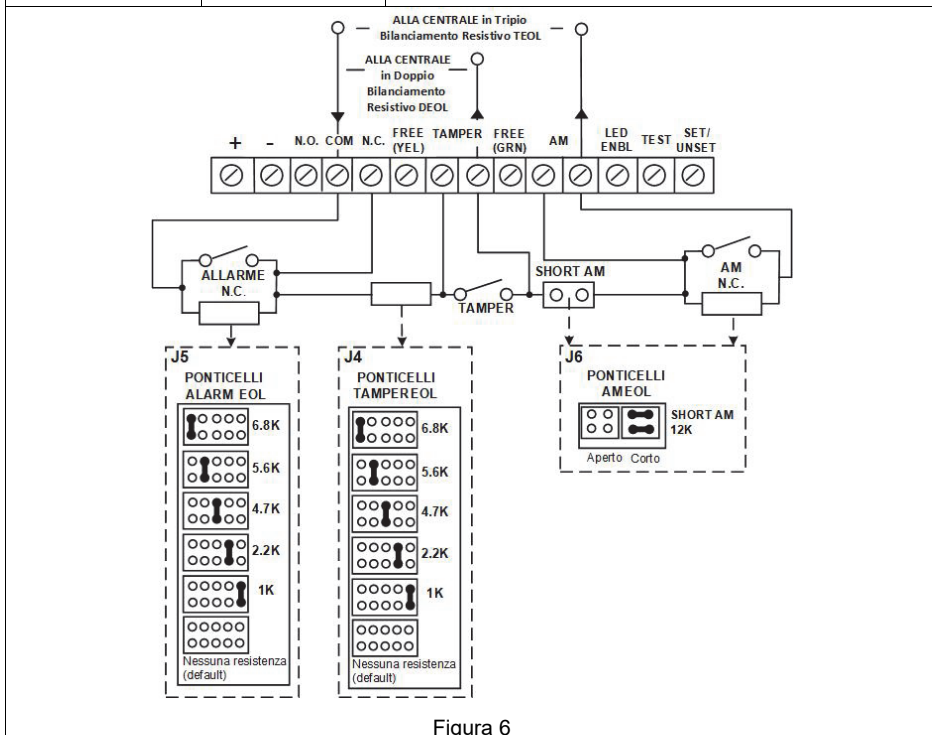 ALLA CENTRALE in Tripio
Bilanciamento Resistivo TEOL
ALLA CENTRALE
in Doppio
Bilanciamento
Resistivo DEOL
+ - N.O. COM N.C. FREE (YEL) TAMPER FREE (GRN) AM LED ENBL TEST SET/ UNSET
ALLARME
N.C.
TAMPER
SHORT AM
AM
N.C.
J5
PONTICELLI
ALARM EOL
6.8K
5.6K
4.7K
2.2K
1K
Nessuna resistenza
(default)
J4
PONTICELLI
TAMPEREOL
6.8K
5.6K
4.7K
2.2K
1K
Nessuna resistenza
(default)
J6
PONTICELLI
AMEOL
SHORT AM
12K
Aperto Corto
Figura 6